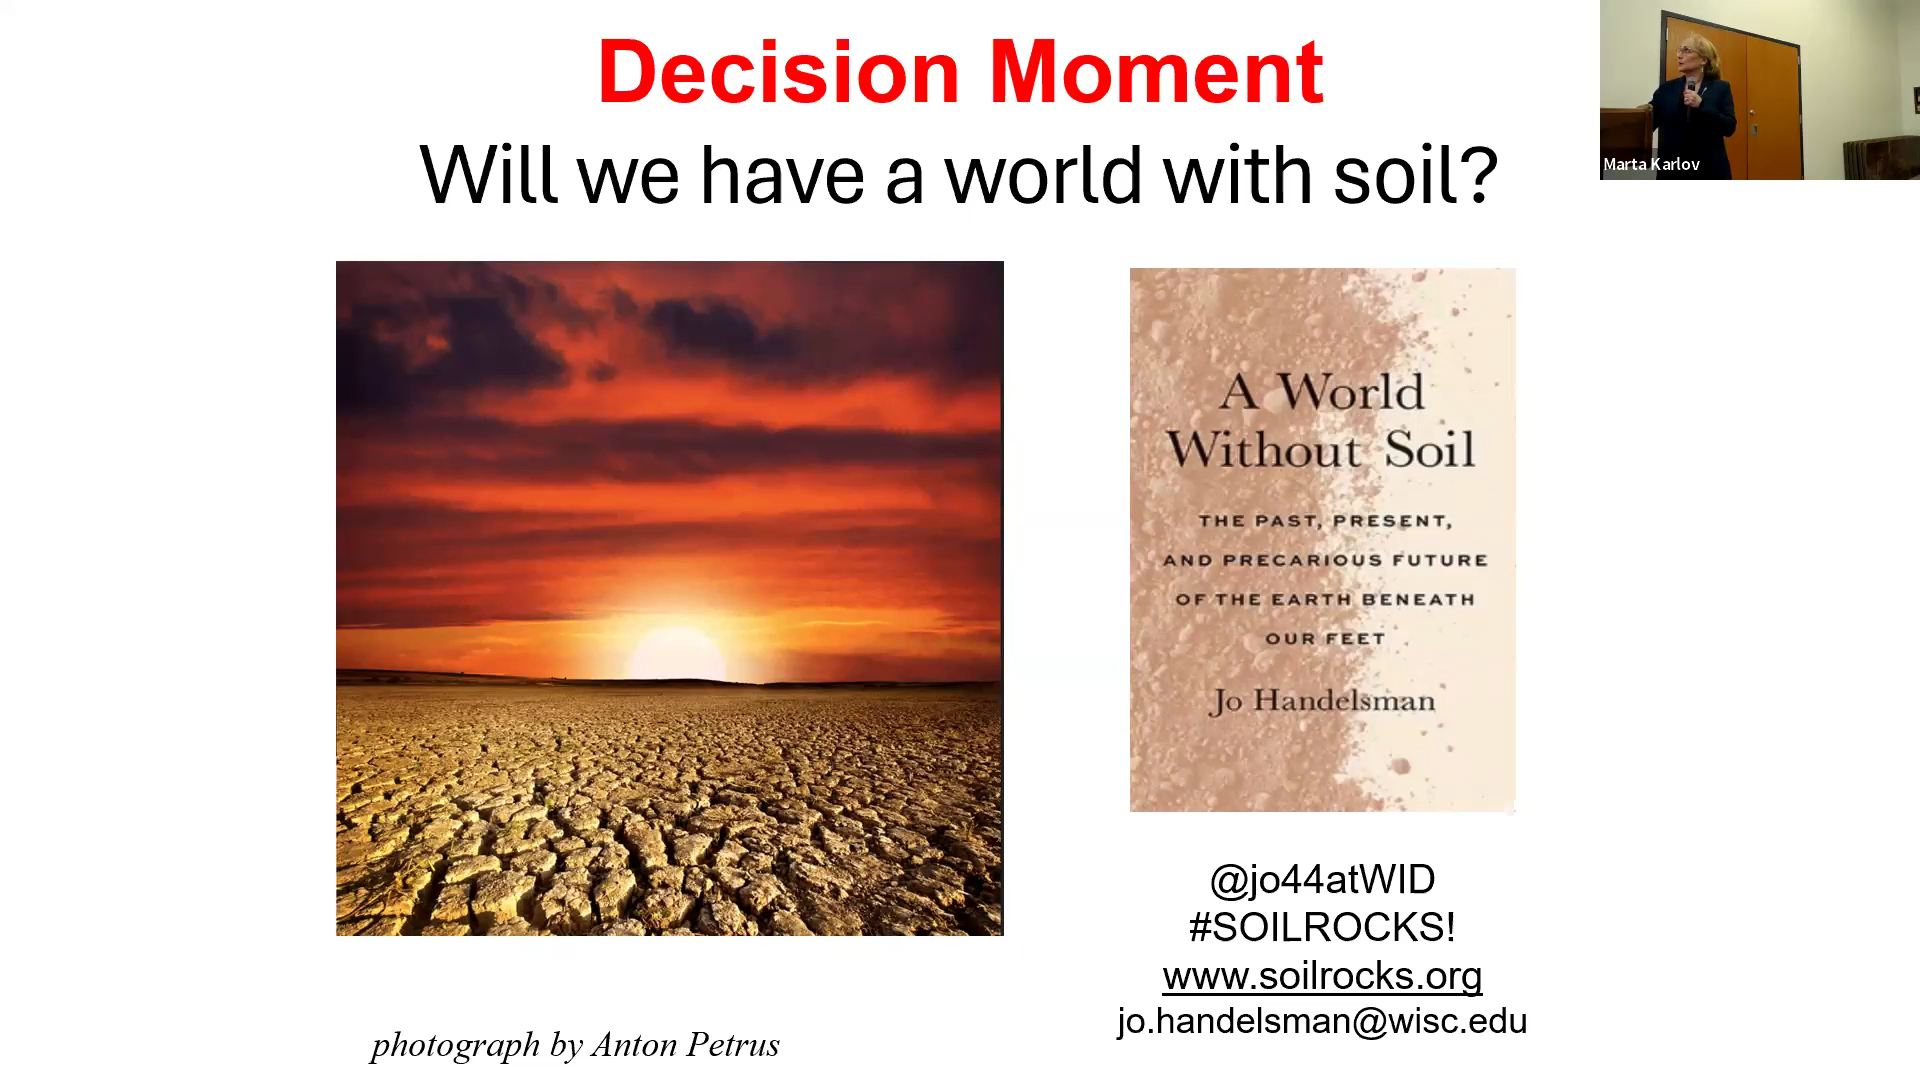 Decision Moment
Will we have a world with soil?
Marta Karlov
A World
Without Soil
THE PAST, PRESENT,
AND PRECARIOUS FUTURE
OF THE EARTH BENEATH
OUR FEET
Jo Handelsman
@jo44atWID
#SOILROCKS!
www.soilrocks.org
jo.handelsman@wisc.edu
photograph by Anton Petrus